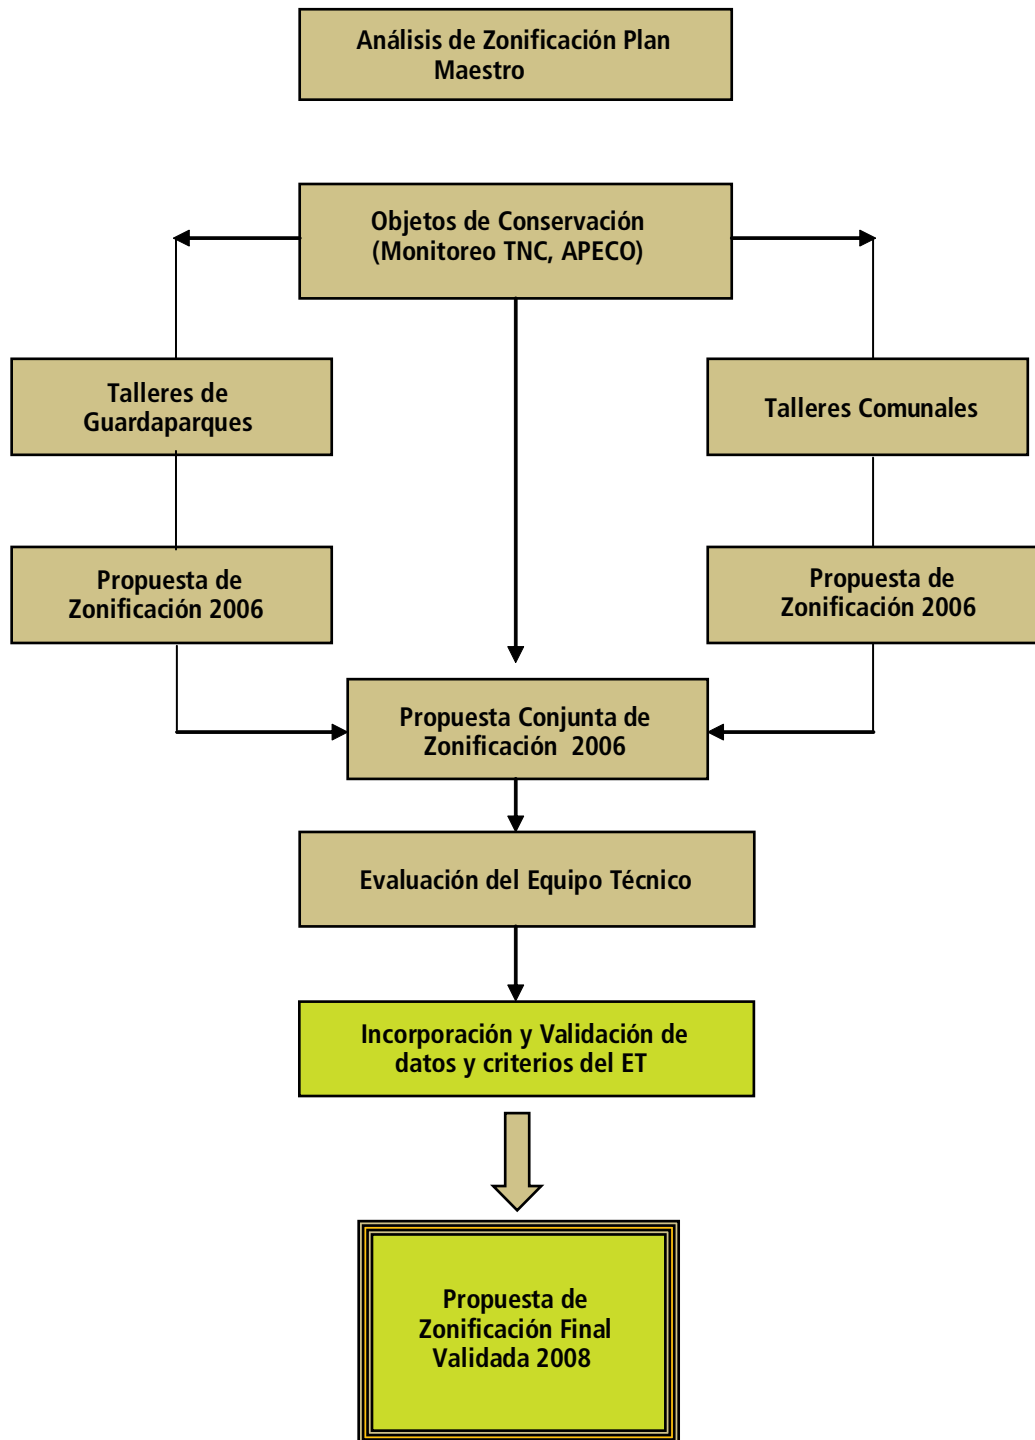 Análisis de Zonificación Plan
Maestro
Objetos de Conservación
(Monitoreo TNC, APECO)
Talleres de
Guardaparques
Talleres Comunales
Propuesta de
Zonificación 2006
Propuesta de
Zonificación 2006
Propuesta Conjunta de
Zonificación 2006
Evaluación del Equipo Técnico
Incorporación y Validación de
datos y criterios del ET
Propuesta de
Zonificación Final
Validada 2008